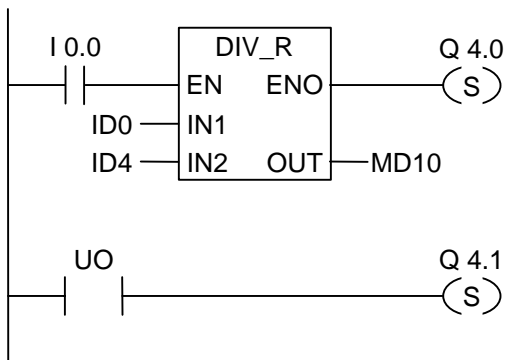 I 0.0
DIV_R
Q 4.0
EN ENO
S
ID0
IN1
ID4
IN2 OUT
MD10
UO
Q 4.1
S